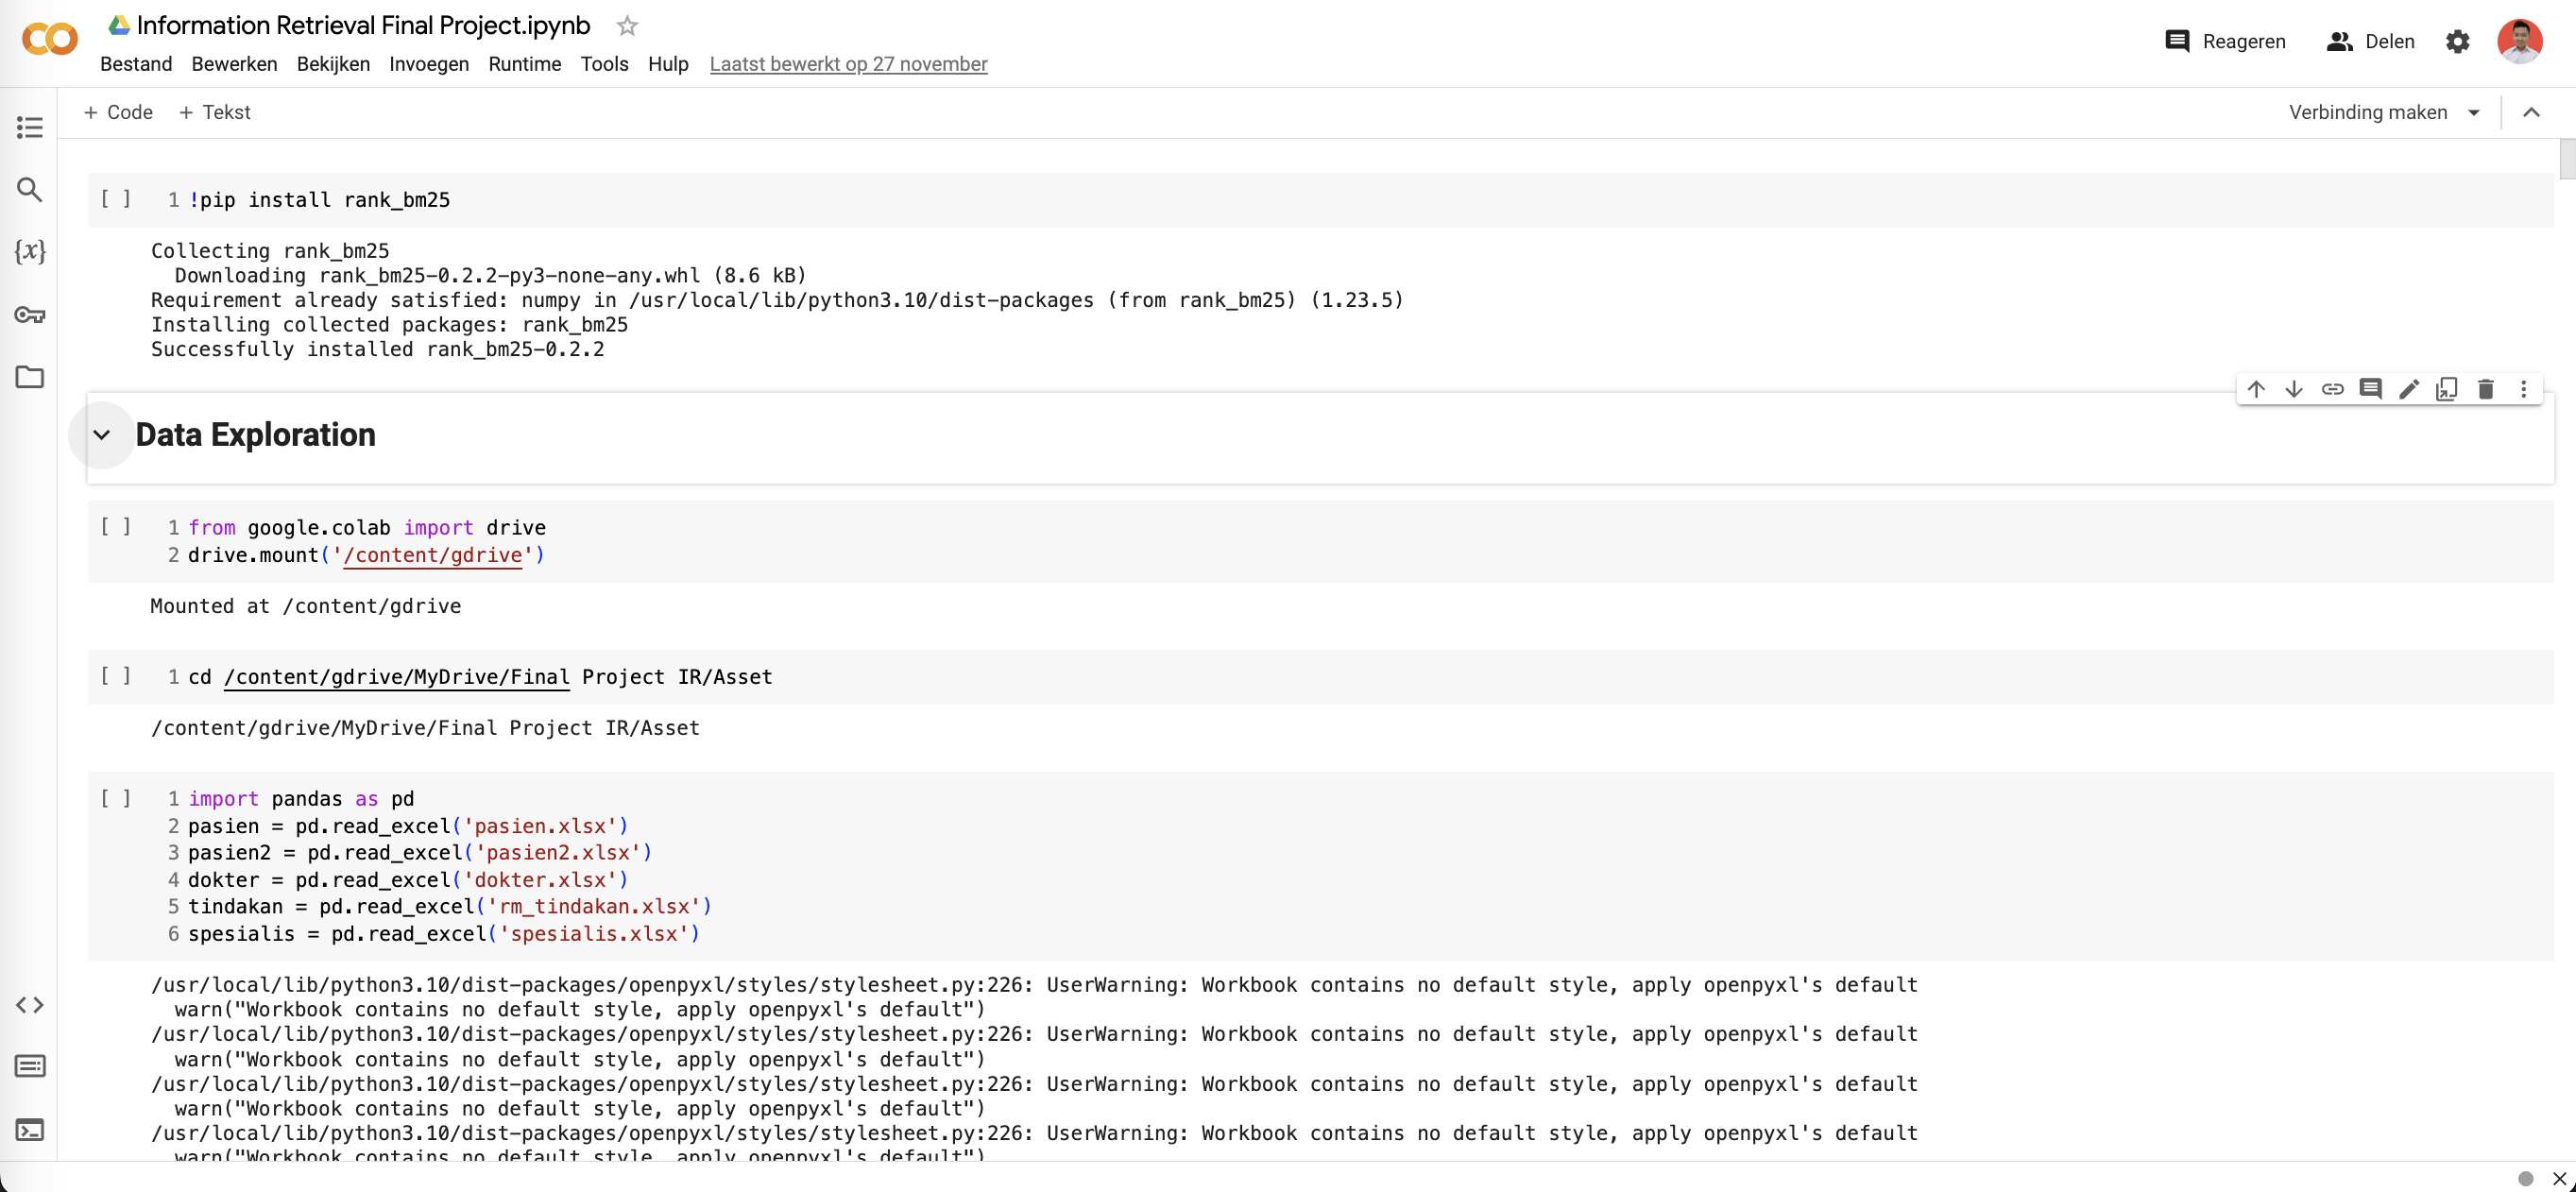 Information Retrieval Final Project.ipynb
Bestand Bewerken Bekijken Invoegen Runtime Tools Hulp Laatst bewerkt op 27 november
Reageren Delen
+ Code + Tekst
Verbinding maken
[ ] 1 !pip install rank_bm25
Collecting rank_bm25
  Downloading rank_bm25-0.2.2-py3-none-any.whl (8.6 kB)
Requirement already satisfied: numpy in /usr/local/lib/python3.10/dist-packages (from rank_bm25) (1.23.5)
Installing collected packages: rank_bm25
Successfully installed rank_bm25-0.2.2
Data Exploration
[ ] 1 from google.colab import drive
2 drive.mount('/content/gdrive')
Mounted at /content/gdrive
[ ] 1 cd /content/gdrive/MyDrive/Final Project IR/Asset
/content/gdrive/MyDrive/Final Project IR/Asset
[ ] 1 import pandas as pd
2 pasien = pd.read_excel('pasien.xlsx')
3 pasien2 = pd.read_excel('pasien2.xlsx')
4 dokter = pd.read_excel('dokter.xlsx')
5 tindakan = pd.read_excel('rm_tindakan.xlsx')
6 spesialis = pd.read_excel('spesialis.xlsx')
/usr/local/lib/python3.10/dist-packages/openpyxl/styles/stylesheet.py:226: UserWarning: Workbook contains no default style, apply openpyxl's default
  warn("Workbook contains no default style, apply openpyxl's default")
/usr/local/lib/python3.10/dist-packages/openpyxl/styles/stylesheet.py:226: UserWarning: Workbook contains no default style, apply openpyxl's default
  warn("Workbook contains no default style, apply openpyxl's default")
/usr/local/lib/python3.10/dist-packages/openpyxl/styles/stylesheet.py:226: UserWarning: Workbook contains no default style, apply openpyxl's default
  warn("Workbook contains no default style, apply openpyxl's default")
/usr/local/lib/python3.10/dist-packages/openpyxl/styles/stylesheet.py:226: UserWarning: Workbook contains no default style, apply openpyxl's default
  warn("Workbook contains no default style, apply openpyxl's default")